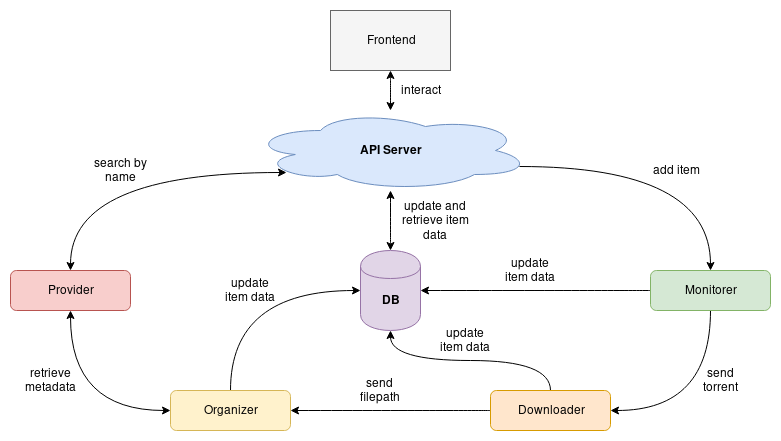 Frontend
interact
API Server
search by
name
add item
update and
retrieve item
data
update
item data
update
item data
Provider
DB
Monitorer
update
item data
retrieve
metadata
send
filepath
send
torrent
Organizer
Downloader